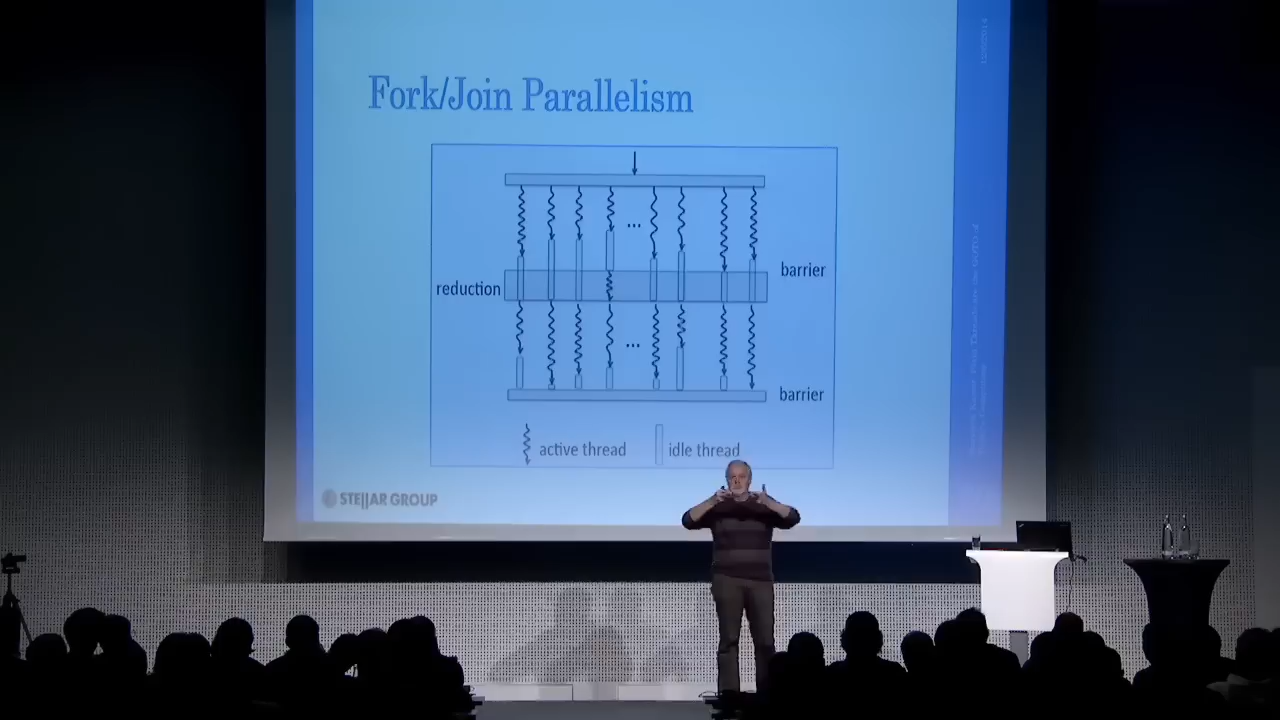 Fork/Join Parallelism
...
barrier
reduction
...
barrier
active thread
idle thread
STE||AR GROUP